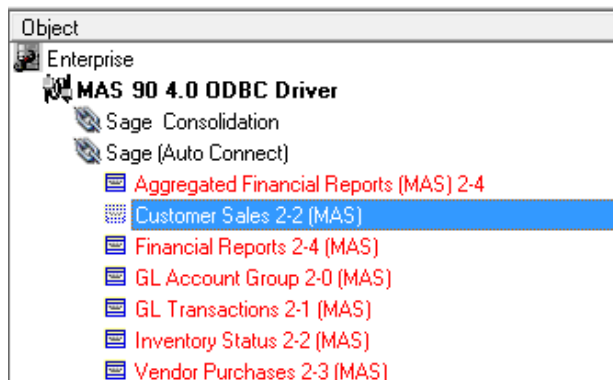 Object
Enterprise
MAS 90 4.0 ODBC Driver
Sage Consolidation
Sage (Auto Connect)
Aggregated Financial Reports (MAS) 2-4
Customer Sales 2-2 (MAS)
Financial Reports 2-4 (MAS)
GL Account Group 2-0 (MAS)
GL Transactions 2-1 (MAS)
Inventory Status 2-2 (MAS)
Vendor Purchases 2-3 (MAS)